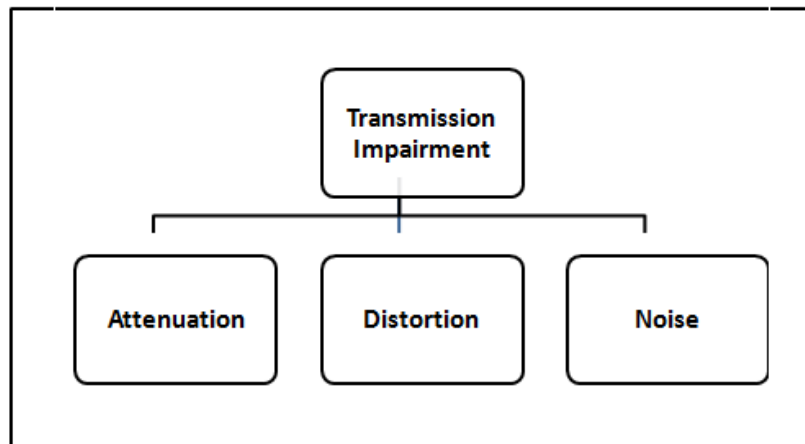 Transmission
Impairment
Attenuation
Distortion
Noise